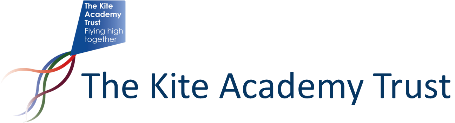 The Kite
Academy
Trust
Flying high
together
The Kite Academy Trust